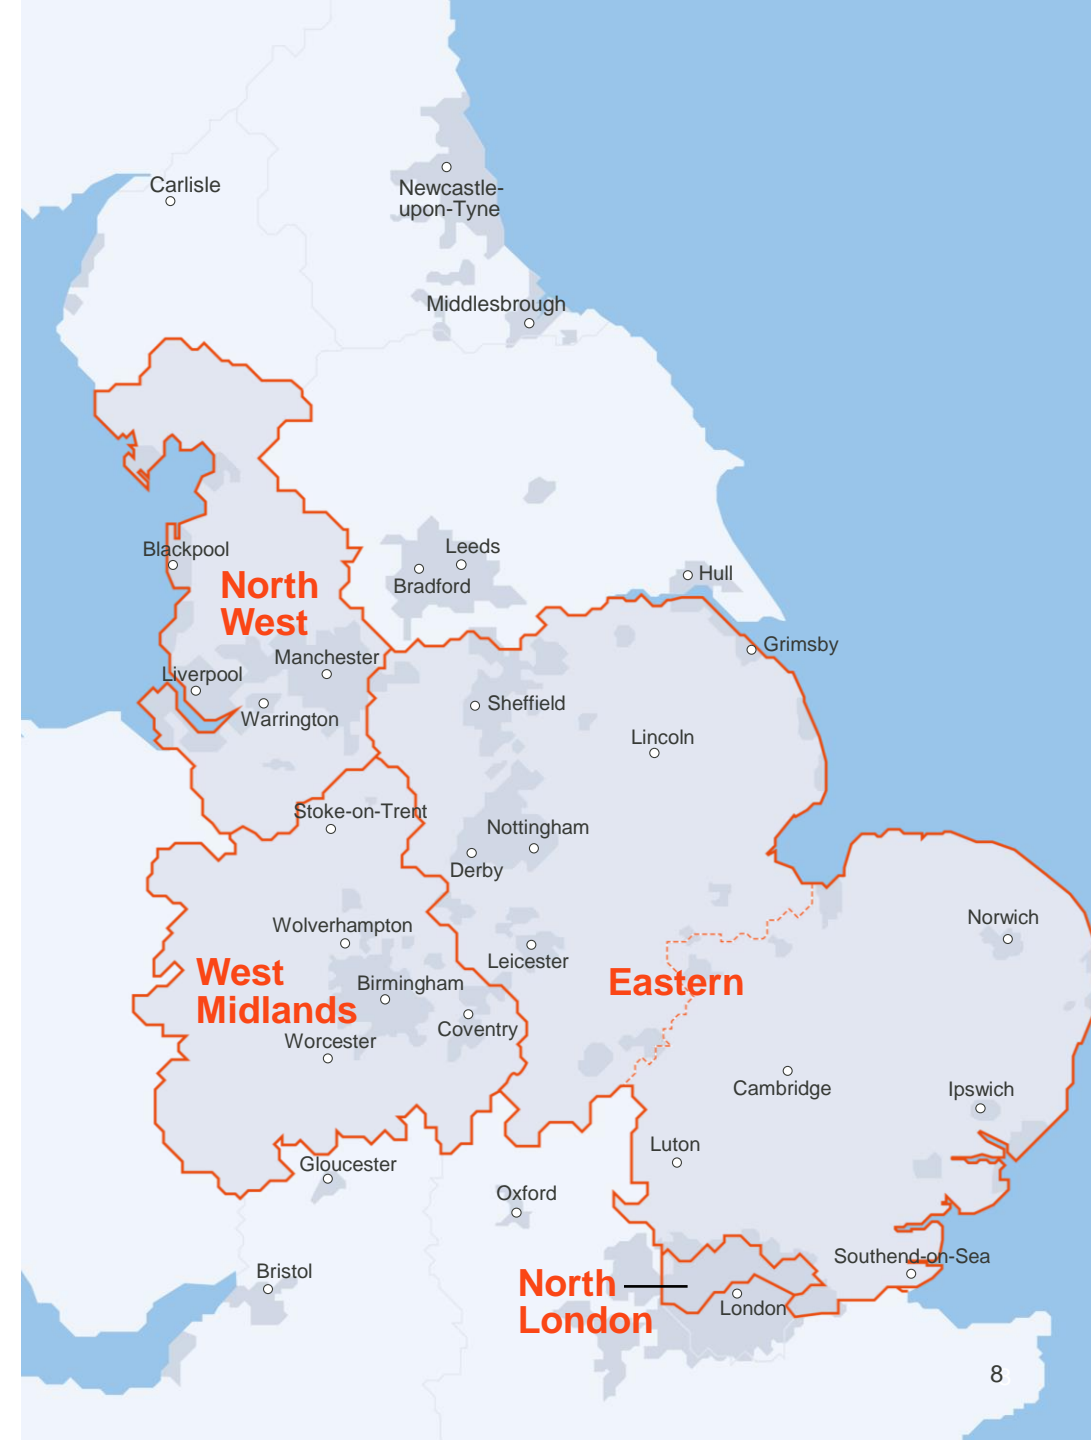 Carlisle
Newcastle-
upon-Tyne
Middlesbrough
Blackpool
Leeds
Bradford
Hull
North
West
Manchester
Grimsby
Liverpool
Warrington
Sheffield
Lincoln
Stoke-on-Trent
Nottingham
Derby
Wolverhampton
Norwich
Leicester
West
Midlands
Birmingham
Eastern
Coventry
Worcester
Cambridge
Ipswich
Luton
Gloucester
Oxford
Southend-on-Sea
Bristol
North
London
London
8